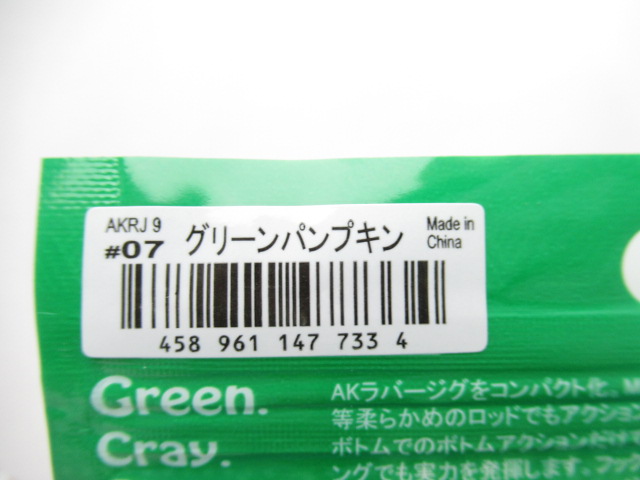 AKRJ 9
#07 グリーンパンプキン Made in China
458 961 147 733 4
Green.
Cray.
AKラバージグをコンパクト化。
等柔らかめのロッドでもアクション
ボトムでのボトムアクションだけ
ングでも実力を発揮します。フッ